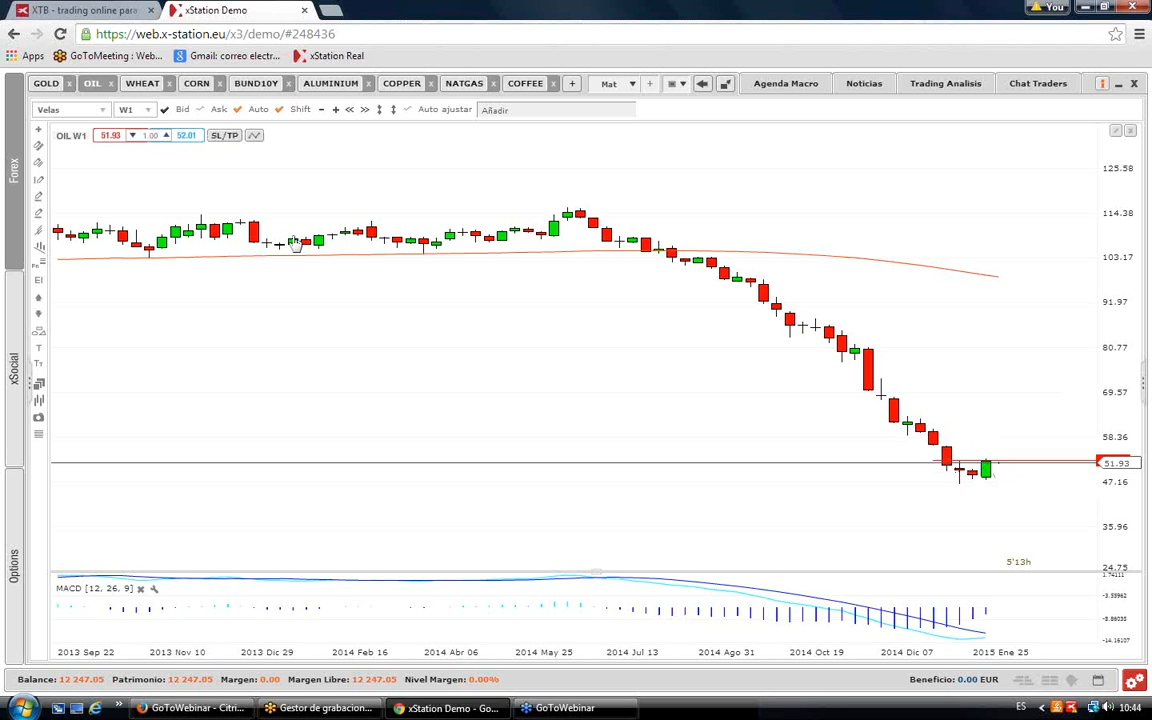 XTB - trading online para
xStation Demo
You
https://web.x-station.eu/x3/demo/#248436
Apps
GoToMeeting : Web...
Gmail: correo electr...
xStation Real
GOLD OIL WHEAT CORN BUND10Y ALUMINIUM COPPER NATGAS COFFEE + Mat
Agenda Macro Noticias Trading Analisis Chat Traders
Velas W1 Bid Ask Auto Shift Auto ajustar Añadir
OIL W1 51.93 1.00 52.01 SL/TP
Forex
xSocial
Options
125.58
114.38
103.17
91.97
80.77
69.57
58.36
51.93
47.16
35.96
24.75
5'13h
MACD [12, 26, 9]
1.74111
-3.53962
-8.86038
-14.16107
2013 Sep 22 2013 Nov 10 2013 Dic 29 2014 Feb 16 2014 Abr 06 2014 May 25 2014 Jul 13 2014 Ago 31 2014 Oct 19 2014 Dic 07 2015 Ene 25
Balance: 12 247.05 Patrimonio: 12 247.05 Margen: 0.00 Margen Libre: 12 247.05 Nivel Margen: 0.00% Beneficio: 0.00 EUR
GoToWebinar - Citri...
Gestor de grabacion...
xStation Demo - Go...
GoToWebinar
ES
10:44